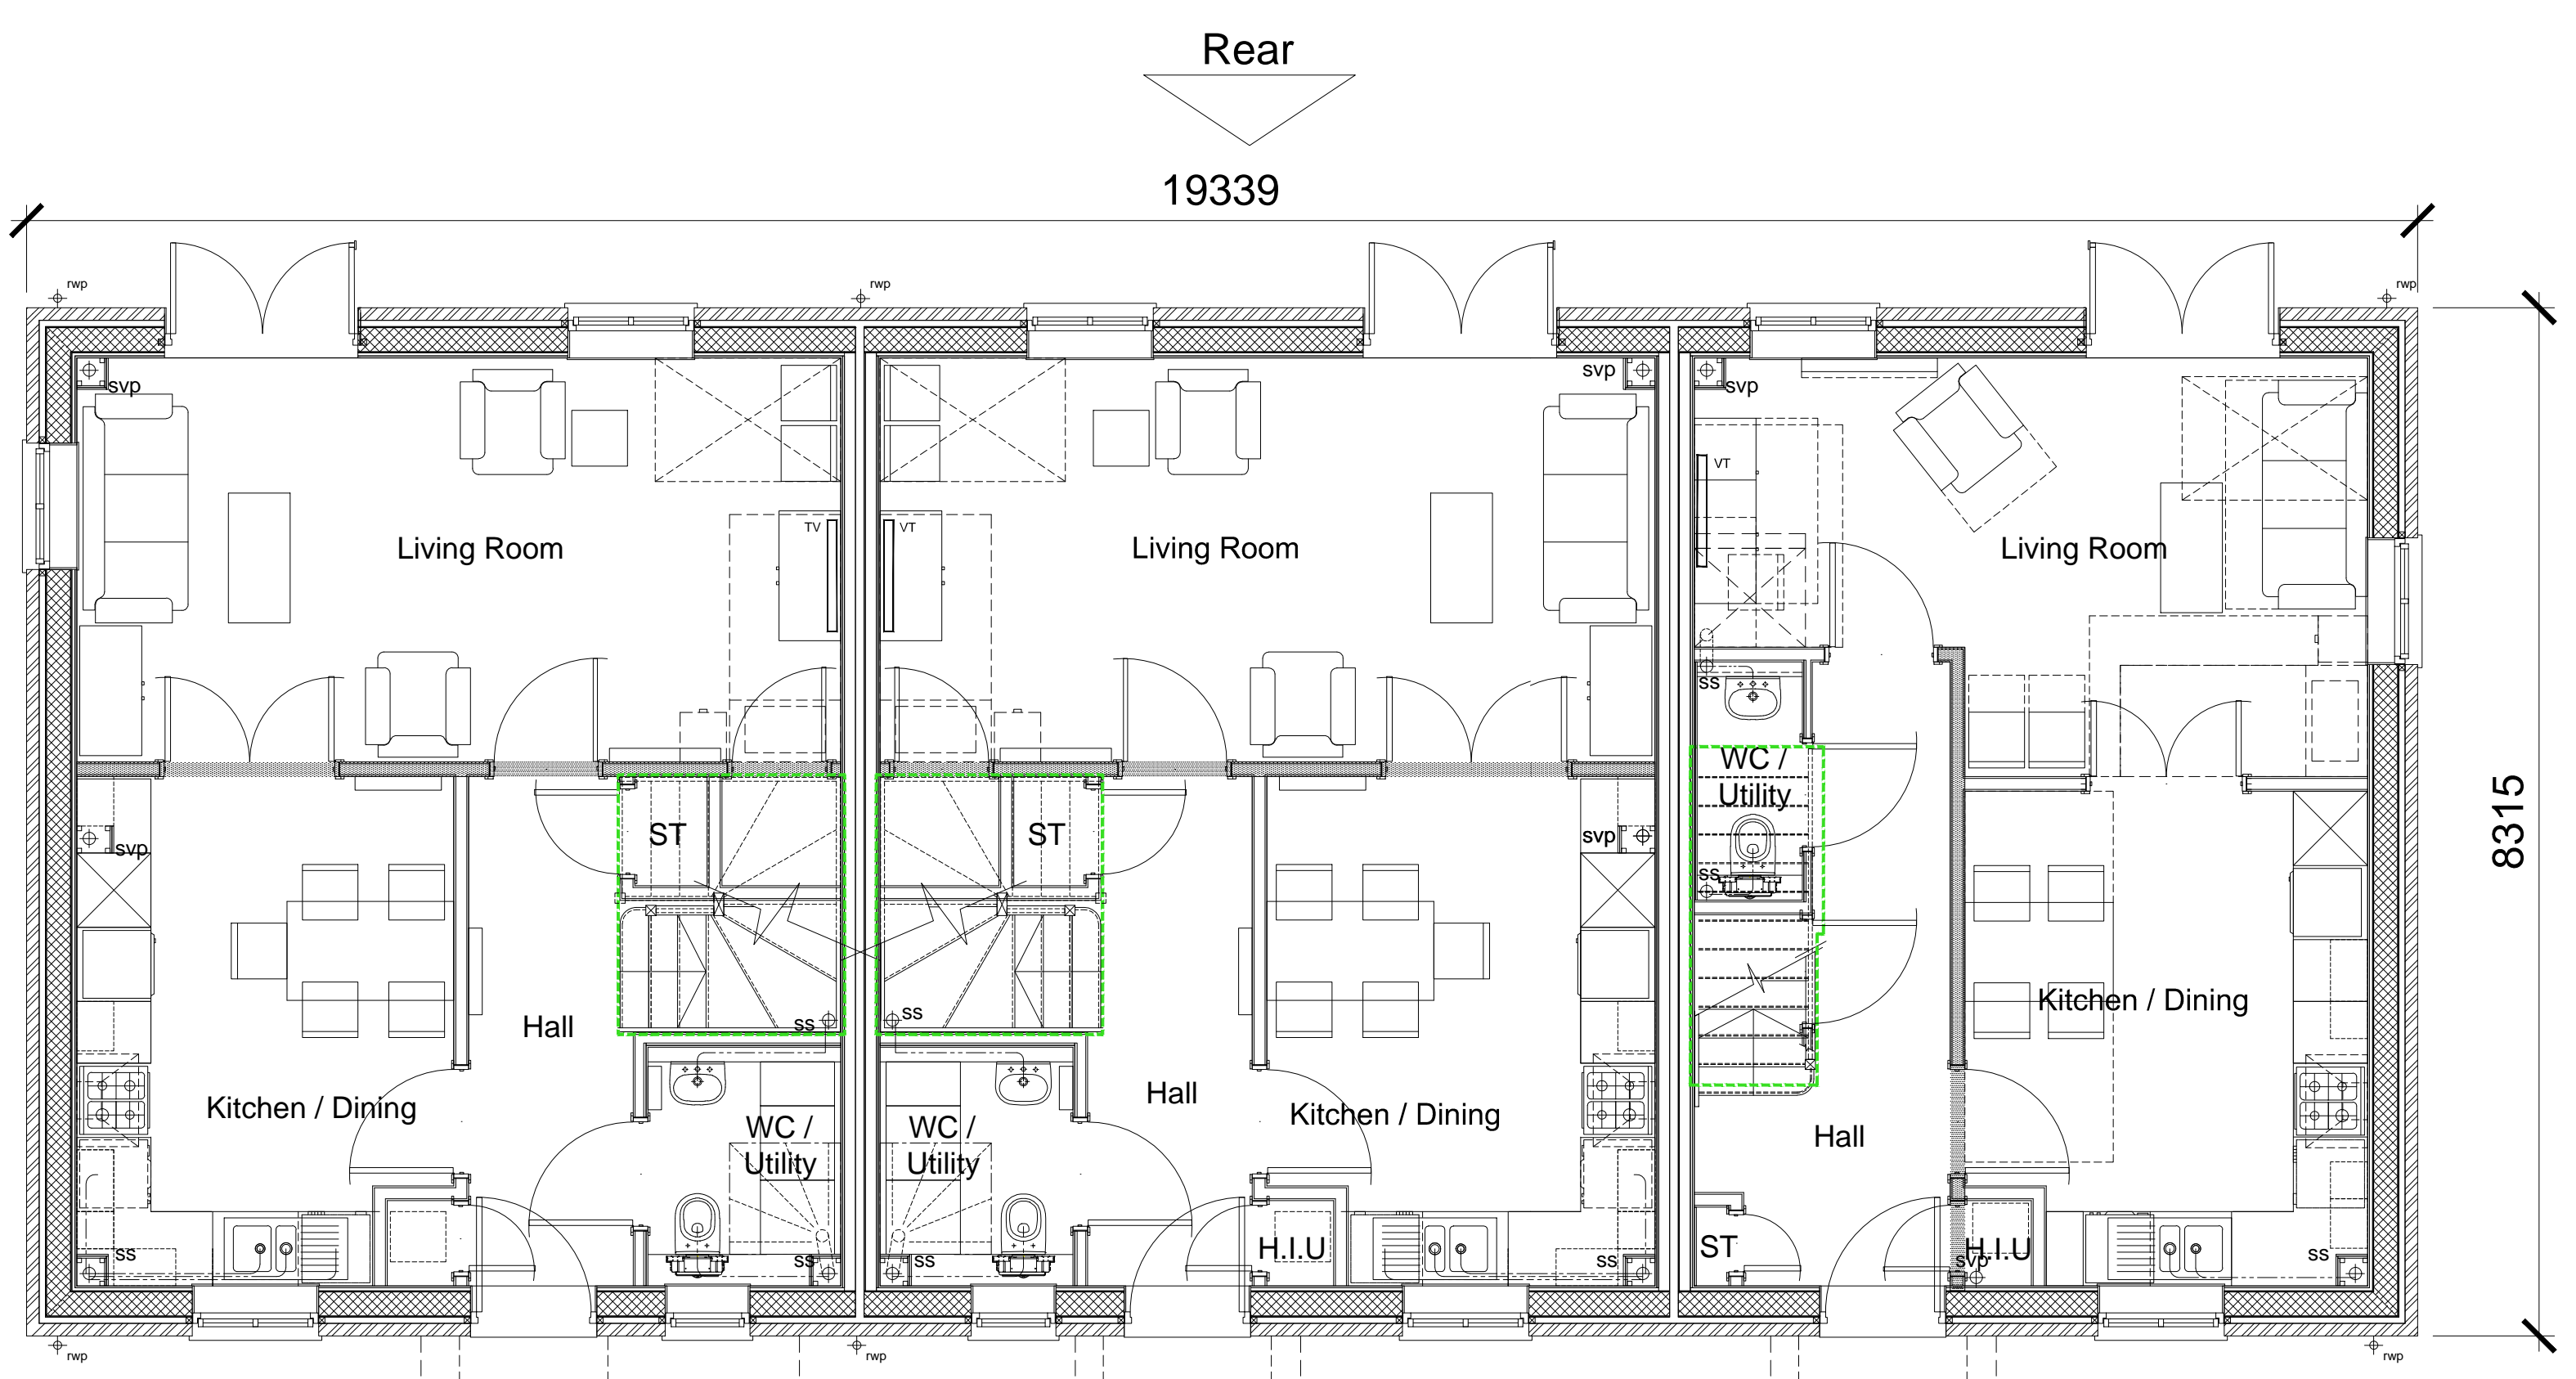 Rear
19339
rwp
rwp
rwp
svp
svp
svp
VT
TV
VT
Living Room
Living Room
Living Room
ss
WC /
Utility
ST
ST
svp
svp
8315
ss
ss
ss
Hall
Kitchen / Dining
Hall
Kitchen / Dining
Kitchen / Dining
WC /
Utility
WC /
Utility
Hall
ss
ss
ss
H.I.U
ss
ST
H.I.U
svp
ss
rwp
rwp
rwp